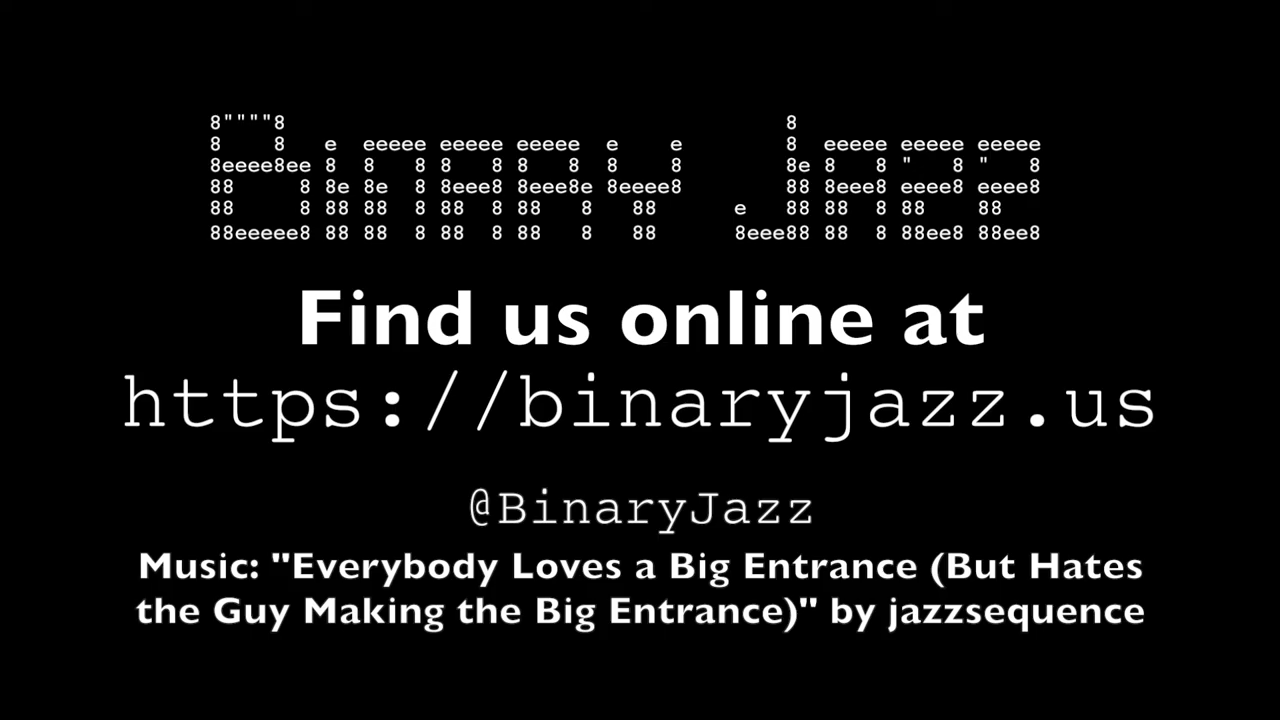 Binary Jazz
Find us online at
https://binaryjazz.us
@BinaryJazz
Music: "Everybody Loves a Big Entrance (But Hates
the Guy Making the Big Entrance)" by jazzsequence